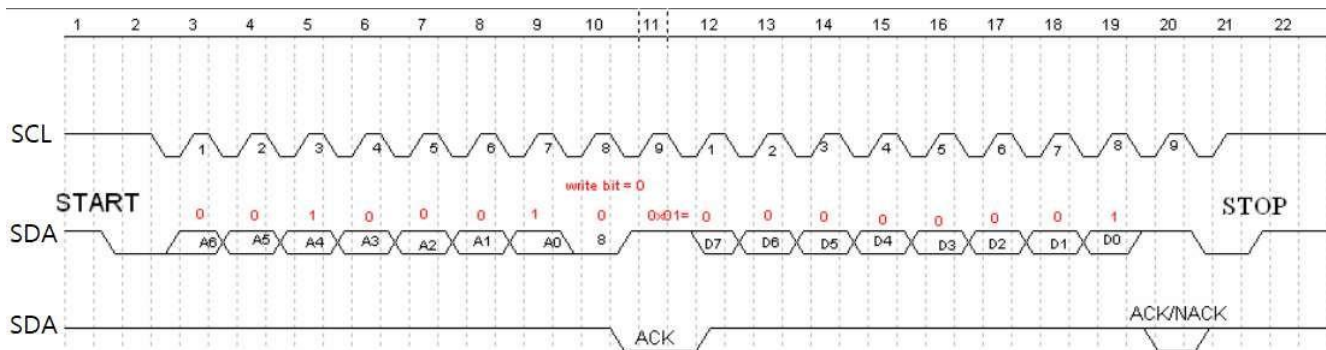 1 2 3 4 5 6 7 8 9 10 11 12 13 14 15 16 17 18 19 20 21 22
SCL
1 2 3 4 5 6 7 8 9 1 2 3 4 5 6 7 8 9
write bit = 0
START
0 0 1 0 0 0 1 0 0x01= 0 0 0 0 0 0 0 1
STOP
SDA
A6 A5 A4 A3 A2 A1 A0 8 D7 D6 D5 D4 D3 D2 D1 D0
ACK/NACK
SDA
ACK